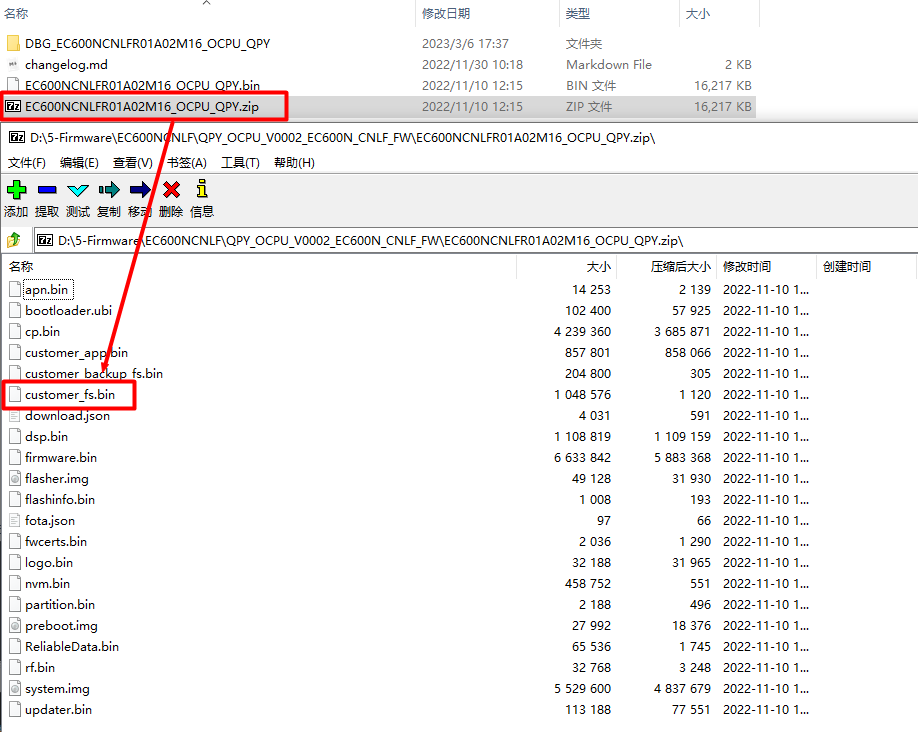 名称 修改日期 类型 大小
DBG_EC600NCNLFR01A02M16_OCPU_QPY 2023/3/6 17:37 文件夹
changelog.md 2022/11/30 10:18 Markdown File 2 KB
EC600NCNLFR01A02M16_OCPU_QPY.bin 2022/11/10 12:15 BIN 文件 16,217 KB
EC600NCNLFR01A02M16_OCPU_QPY.zip 2022/11/10 12:15 ZIP 文件 16,217 KB
D:\5-Firmware\EC600NCNLF\QPY_OCPU_V0002_EC600N_CNLF_FW\EC600NCNLFR01A02M16_OCPU_QPY.zip\
文件(F) 编辑(E) 查看(V) 书签(A) 工具(T) 帮助(H)
添加 提取 测试 复制 移动 删除 信息
D:\5-Firmware\EC600NCNLF\QPY_OCPU_V0002_EC600N_CNLF_FW\EC600NCNLFR01A02M16_OCPU_QPY.zip\
名称 大小 压缩后大小 修改时间 创建时间
apn.bin 14 253 2 139 2022-11-10 1...
bootloader.ubi 102 400 57 925 2022-11-10 1...
cp.bin 4 239 360 3 685 871 2022-11-10 1...
customer_app.bin 857 801 858 066 2022-11-10 1...
customer_backup_fs.bin 204 800 305 2022-11-10 1...
customer_fs.bin 1 048 576 1 120 2022-11-10 1...
download.json 4 031 591 2022-11-10 1...
dsp.bin 1 108 819 1 109 159 2022-11-10 1...
firmware.bin 6 633 842 5 883 368 2022-11-10 1...
flasher.img 49 128 31 930 2022-11-10 1...
flashinfo.bin 1 008 193 2022-11-10 1...
fota.json 97 66 2022-11-10 1...
fwcerts.bin 2 036 1 290 2022-11-10 1...
logo.bin 32 188 31 965 2022-11-10 1...
nvm.bin 458 752 551 2022-11-10 1...
partition.bin 2 188 496 2022-11-10 1...
preboot.img 27 992 18 376 2022-11-10 1...
ReliableData.bin 65 536 1 745 2022-11-10 1...
rf.bin 32 768 3 248 2022-11-10 1...
system.img 5 529 600 4 837 679 2022-11-10 1...
updater.bin 113 188 77 551 2022-11-10 1...